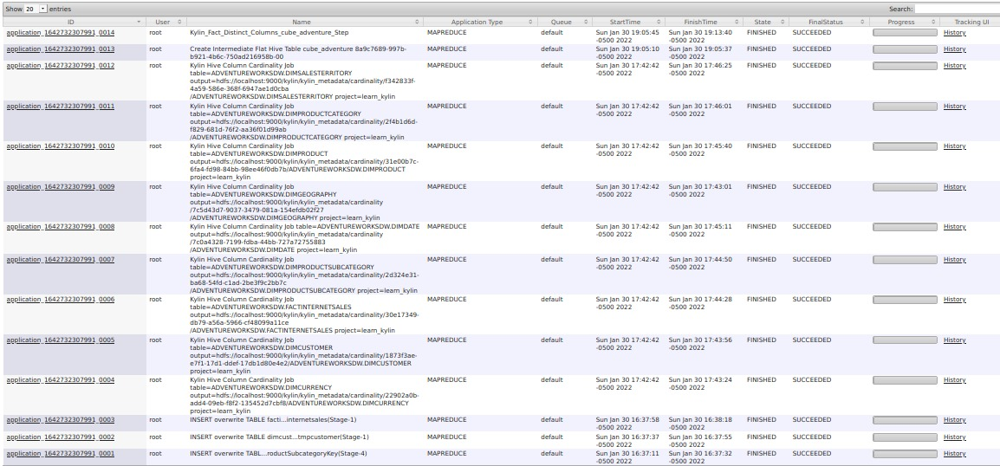 Show 20 entries Search:
ID User Name Application Type Queue StartTime FinishTime State FinalStatus Progress Tracking UI
application_1642732307991_0014 root Kylin_Fact_Distinct_Columns_cube_adventure_Step MAPREDUCE default Sun Jan 30 19:05:45 Sun Jan 30 19:13:40 FINISHED SUCCEEDED History
-0500 2022 -0500 2022
application_1642732307991_0013 root Create Intermediate Flat Hive Table cube_adventure 8a9c7689-997b- MAPREDUCE default Sun Jan 30 19:05:10 Sun Jan 30 19:05:37 FINISHED SUCCEEDED History
b921-4b6c-750ad216958b-00 -0500 2022 -0500 2022
application_1642732307991_0012 root Kylin Hive Column Cardinality Job MAPREDUCE default Sun Jan 30 17:42:42 Sun Jan 30 17:46:25 FINISHED SUCCEEDED History
table=ADVENTUREWORKSDW.DIMSALESTERRITORY -0500 2022 -0500 2022
output=hdfs://localhost:9000/kylin/kylin_metadata/cardinality/f342833f-
4a59-586e-368f-6947ae1d0cba
/ADVENTUREWORKSDW.DIMSALESTERRITORY project=learn_kylin
application_1642732307991_0011 root Kylin Hive Column Cardinality Job MAPREDUCE default Sun Jan 30 17:42:42 Sun Jan 30 17:46:01 FINISHED SUCCEEDED History
table=ADVENTUREWORKSDW.DIMPRODUCTCATEGORY -0500 2022 -0500 2022
output=hdfs://localhost:9000/kylin/kylin_metadata/cardinality/2f4b1d6d-
f829-681d-76f2-aa36f01d99ab
/ADVENTUREWORKSDW.DIMPRODUCTCATEGORY project=learn_kylin
application_1642732307991_0010 root Kylin Hive Column Cardinality Job MAPREDUCE default Sun Jan 30 17:42:42 Sun Jan 30 17:45:40 FINISHED SUCCEEDED History
table=ADVENTUREWORKSDW.DIMPRODUCT -0500 2022 -0500 2022
output=hdfs://localhost:9000/kylin/kylin_metadata/cardinality/31e00b7c-
6fa4-fd98-84bb-98ee46f0db7b/ADVENTUREWORKSDW.DIMPRODUCT
project=learn_kylin
application_1642732307991_0009 root Kylin Hive Column Cardinality Job MAPREDUCE default Sun Jan 30 17:42:42 Sun Jan 30 17:43:01 FINISHED SUCCEEDED History
table=ADVENTUREWORKSDW.DIMGEOGRAPHY -0500 2022 -0500 2022
output=hdfs://localhost:9000/kylin/kylin_metadata/cardinality
/7c5d43d7-9037-3479-081a-154efdb02f27
/ADVENTUREWORKSDW.DIMGEOGRAPHY project=learn_kylin
application_1642732307991_0008 root Kylin Hive Column Cardinality Job table=ADVENTUREWORKSDW.DIMDATE MAPREDUCE default Sun Jan 30 17:42:42 Sun Jan 30 17:45:11 FINISHED SUCCEEDED History
output=hdfs://localhost:9000/kylin/kylin_metadata/cardinality -0500 2022 -0500 2022
/7c0a4328-7199-fdba-44bb-727a72755883
/ADVENTUREWORKSDW.DIMDATE project=learn_kylin
application_1642732307991_0007 root Kylin Hive Column Cardinality Job MAPREDUCE default Sun Jan 30 17:42:42 Sun Jan 30 17:44:50 FINISHED SUCCEEDED History
table=ADVENTUREWORKSDW.DIMPRODUCTSUBCATEGORY -0500 2022 -0500 2022
output=hdfs://localhost:9000/kylin/kylin_metadata/cardinality/2d324e31-
ba68-54fd-c1ad-2be3f9c2bb7c
/ADVENTUREWORKSDW.DIMPRODUCTSUBCATEGORY project=learn_kylin
application_1642732307991_0006 root Kylin Hive Column Cardinality Job MAPREDUCE default Sun Jan 30 17:42:42 Sun Jan 30 17:44:28 FINISHED SUCCEEDED History
table=ADVENTUREWORKSDW.FACTINTERNETSALES -0500 2022 -0500 2022
output=hdfs://localhost:9000/kylin/kylin_metadata/cardinality/30e17349-
db79-a56a-5966-cf48099a11ce
/ADVENTUREWORKSDW.FACTINTERNETSALES project=learn_kylin
application_1642732307991_0005 root Kylin Hive Column Cardinality Job MAPREDUCE default Sun Jan 30 17:42:42 Sun Jan 30 17:43:56 FINISHED SUCCEEDED History
table=ADVENTUREWORKSDW.DIMCUSTOMER -0500 2022 -0500 2022
output=hdfs://localhost:9000/kylin/kylin_metadata/cardinality/1873f3ae-
e7f1-17d1-ddef-17db1d80e4e2/ADVENTUREWORKSDW.DIMCUSTOMER
project=learn_kylin
application_1642732307991_0004 root Kylin Hive Column Cardinality Job MAPREDUCE default Sun Jan 30 17:42:42 Sun Jan 30 17:43:24 FINISHED SUCCEEDED History
table=ADVENTUREWORKSDW.DIMCURRENCY -0500 2022 -0500 2022
output=hdfs://localhost:9000/kylin/kylin_metadata/cardinality/22902a0b-
add4-09eb-f8f2-135452d7cbf8/ADVENTUREWORKSDW.DIMCURRENCY
project=learn_kylin
application_1642732307991_0003 root INSERT overwrite TABLE facti...internetsales(Stage-1) MAPREDUCE default Sun Jan 30 16:37:58 Sun Jan 30 16:38:18 FINISHED SUCCEEDED History
-0500 2022 -0500 2022
application_1642732307991_0002 root INSERT overwrite TABLE dimcust...tmpcustomer(Stage-1) MAPREDUCE default Sun Jan 30 16:37:37 Sun Jan 30 16:37:55 FINISHED SUCCEEDED History
-0500 2022 -0500 2022
application_1642732307991_0001 root INSERT overwrite TABL...roductSubcategoryKey(Stage-4) MAPREDUCE default Sun Jan 30 16:37:11 Sun Jan 30 16:37:32 FINISHED SUCCEEDED History
-0500 2022 -0500 2022